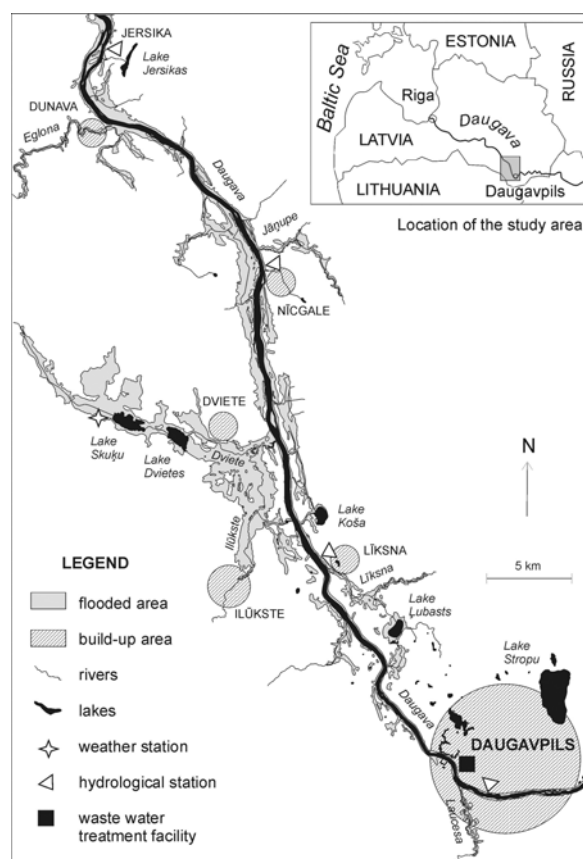 JERSIKA
Lake
Jersikas
DUNAVA
Eglona
Daugava
Jāņupe
NĪCGALE
DVIETE
Lake
Skuķu
Lake
Dvietes
Dviete
Ilūkste
ILŪKSTE
Lake
Koša
LĪKSNA
Līksna
Lake
Ļubasts
Lake
Stropu
Daugava
DAUGAVPILS
Laucesa
Baltic Sea
ESTONIA
RUSSIA
Riga
Daugava
LATVIA
LITHUANIA
Daugavpils
Location of the study area
N
5 km
LEGEND
flooded area
build-up area
rivers
lakes
weather station
hydrological station
waste water
treatment facility